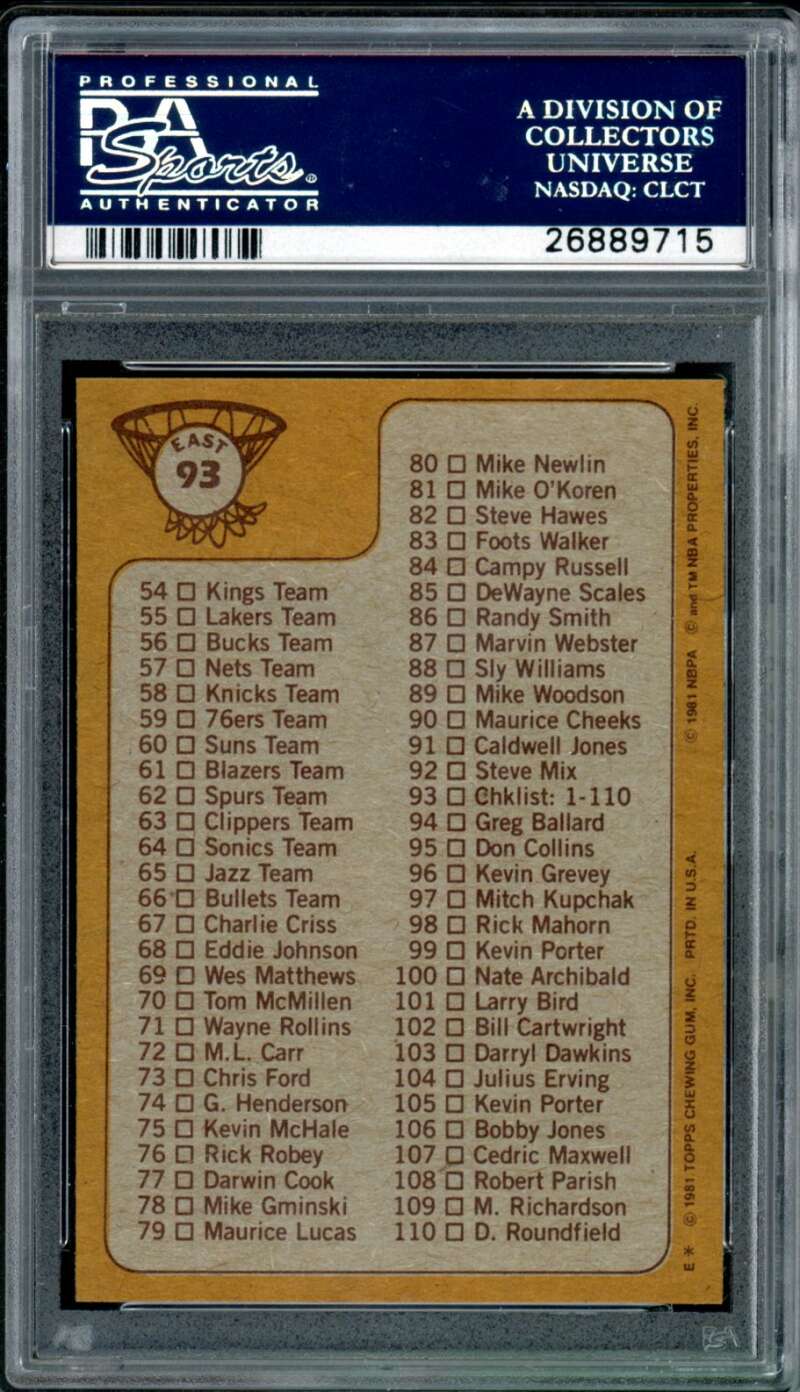 PROFESSIONAL
PSA
Sports®
AUTHENTICATOR
A DIVISION OF
COLLECTORS
UNIVERSE
NASDAQ: CLCT
26889715
EAST
93
54 □ Kings Team
55 □ Lakers Team
56 □ Bucks Team
57 □ Nets Team
58 □ Knicks Team
59 □ 76ers Team
60 □ Suns Team
61 □ Blazers Team
62 □ Spurs Team
63 □ Clippers Team
64 □ Sonics Team
65 □ Jazz Team
66 □ Bullets Team
67 □ Charlie Criss
68 □ Eddie Johnson
69 □ Wes Matthews
70 □ Tom McMillen
71 □ Wayne Rollins
72 □ M.L. Carr
73 □ Chris Ford
74 □ G. Henderson
75 □ Kevin McHale
76 □ Rick Robey
77 □ Darwin Cook
78 □ Mike Gminski
79 □ Maurice Lucas
80 □ Mike Newlin
81 □ Mike O'Koren
82 □ Steve Hawes
83 □ Foots Walker
84 □ Campy Russell
85 □ DeWayne Scales
86 □ Randy Smith
87 □ Marvin Webster
88 □ Sly Williams
89 □ Mike Woodson
90 □ Maurice Cheeks
91 □ Caldwell Jones
92 □ Steve Mix
93 □ Chklist: 1-110
94 □ Greg Ballard
95 □ Don Collins
96 □ Kevin Grevey
97 □ Mitch Kupchak
98 □ Rick Mahorn
99 □ Kevin Porter
100 □ Nate Archibald
101 □ Larry Bird
102 □ Bill Cartwright
103 □ Darryl Dawkins
104 □ Julius Erving
105 □ Kevin Porter
106 □ Bobby Jones
107 □ Cedric Maxwell
108 □ Robert Parish
109 □ M. Richardson
110 □ D. Roundfield
E * © 1981 TOPPS CHEWING GUM, INC. PRTD. IN U.S.A. © 1981 NBPA © and TM NBA PROPERTIES, INC.
PSA